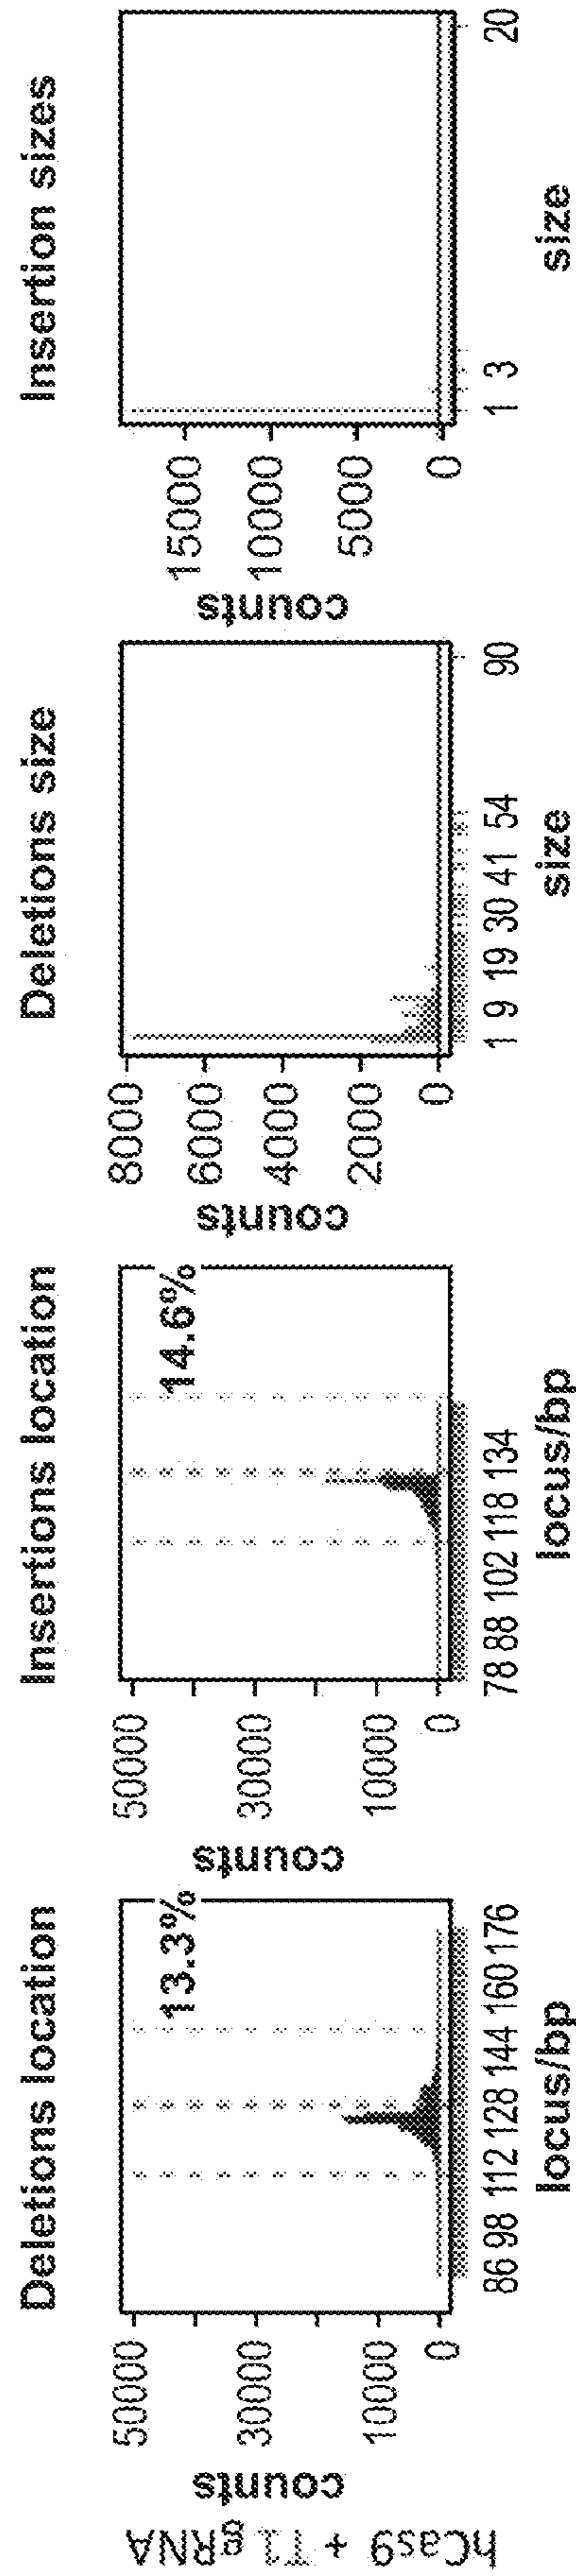 hCas9 + T1 gRNA
Deletions location
counts
50000
30000
10000
0
13.3%
86 98 112 128 144 160 176
locus/bp
Insertions location
counts
50000
30000
10000
0
14.6%
78 88 102 118 134
locus/bp
Deletions size
counts
8000
6000
4000
2000
0
1 9 19 30 41 54 90
size
Insertion sizes
counts
15000
10000
5000
0
1 3 20
size